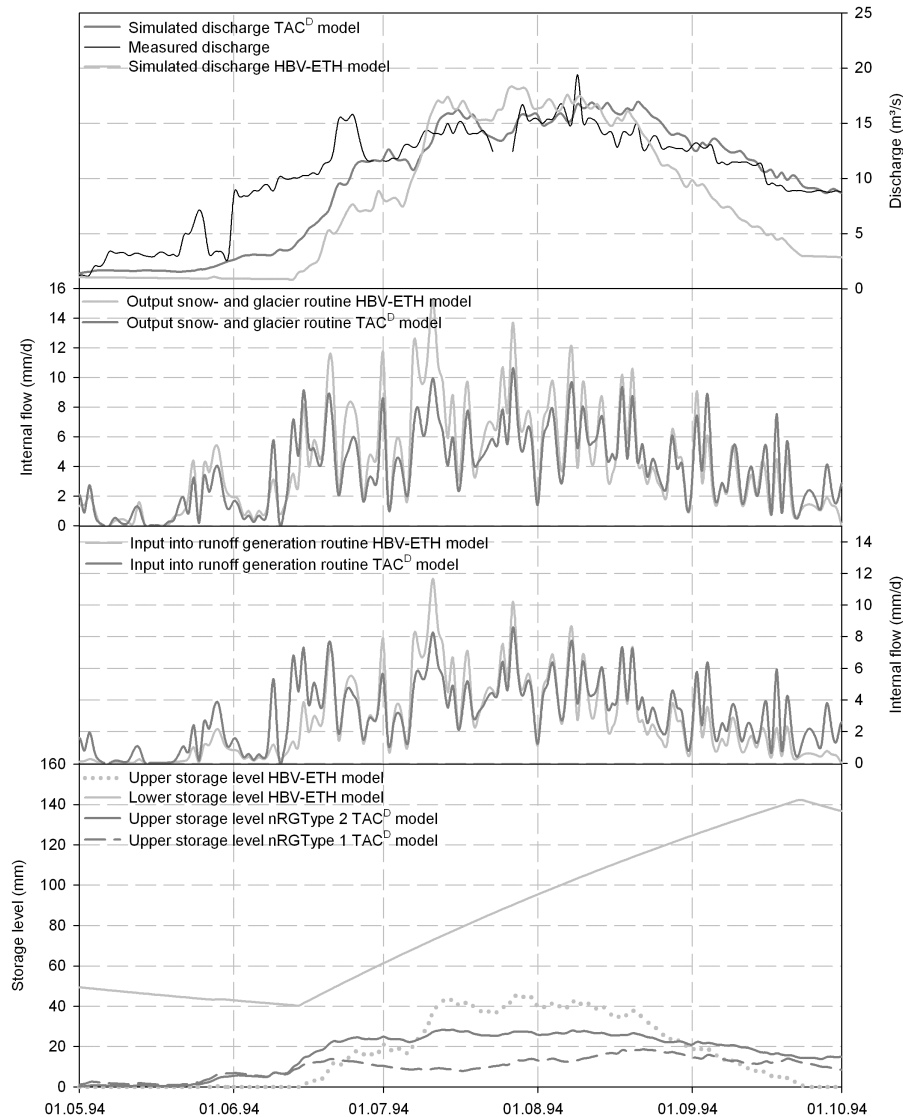 25
Simulated discharge TACᴰ model
Measured discharge
Simulated discharge HBV-ETH model
20
15
10
5
0
Discharge (m³/s)
16
14
12
10
8
6
4
2
0
Internal flow (mm/d)
Output snow- and glacier routine HBV-ETH model
Output snow- and glacier routine TACᴰ model
Input into runoff generation routine HBV-ETH model
Input into runoff generation routine TACᴰ model
14
12
10
8
6
4
2
0
Internal flow (mm/d)
160
140
120
100
80
60
40
20
0
Storage level (mm)
Upper storage level HBV-ETH model
Lower storage level HBV-ETH model
Upper storage level nRGType 2 TACᴰ model
Upper storage level nRGType 1 TACᴰ model
01.05.94 01.06.94 01.07.94 01.08.94 01.09.94 01.10.94